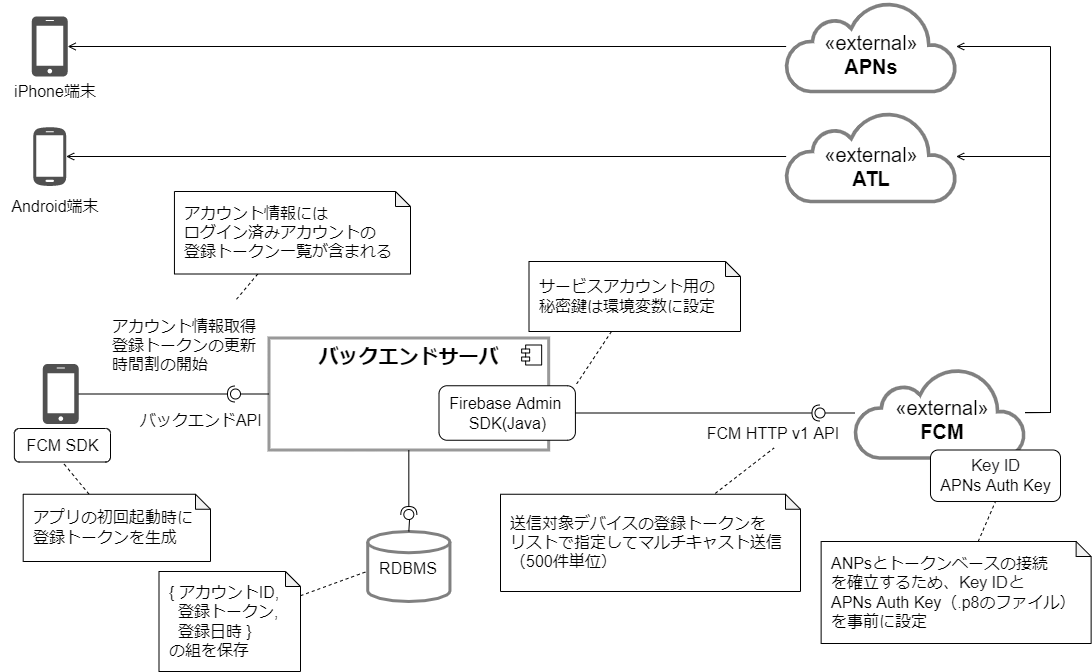 «external»
APNs
iPhone端末
«external»
ATL
Android端末
アカウント情報には
ログイン済みアカウントの
登録トークン一覧が含まれる
サービスアカウント用の
秘密鍵は環境変数に設定
アカウント情報取得
登録トークンの更新
時間割の開始
バックエンドサーバ
Firebase Admin
SDK(Java)
バックエンドAPI
FCM SDK
«external»
FCM
FCM HTTP v1 API
Key ID
APNs Auth Key
アプリの初回起動時に
登録トークンを生成
送信対象デバイスの登録トークンを
リストで指定してマルチキャスト送信
（500件単位）
RDBMS
{ アカウントID,
登録トークン,
登録日時 }
の組を保存
ANPsとトークンベースの接続
を確立するため、Key IDと
APNs Auth Key（.p8のファイル）
を事前に設定